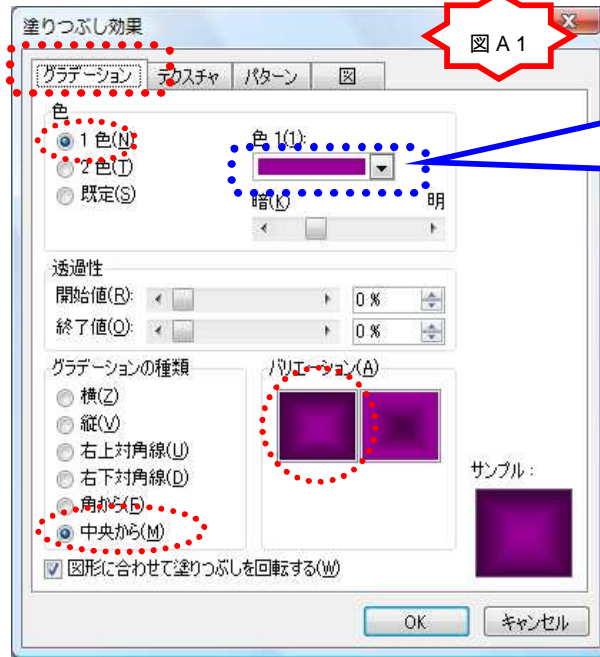 塗りつぶし効果
図 A 1
グラデーション テクスチャ パターン 図
色
1 色(N)
色 1(1):
2 色(T)
既定(S)
暗(K) 明
透過性
開始値(R): 0 %
終了値(O): 0 %
グラデーションの種類
バリエーション(A)
横(Z)
縦(V)
右上対角線(U)
右下対角線(D)
角から(F)
中央から(M)
サンプル :
図形に合わせて塗りつぶしを回転する(W)
OK キャンセル